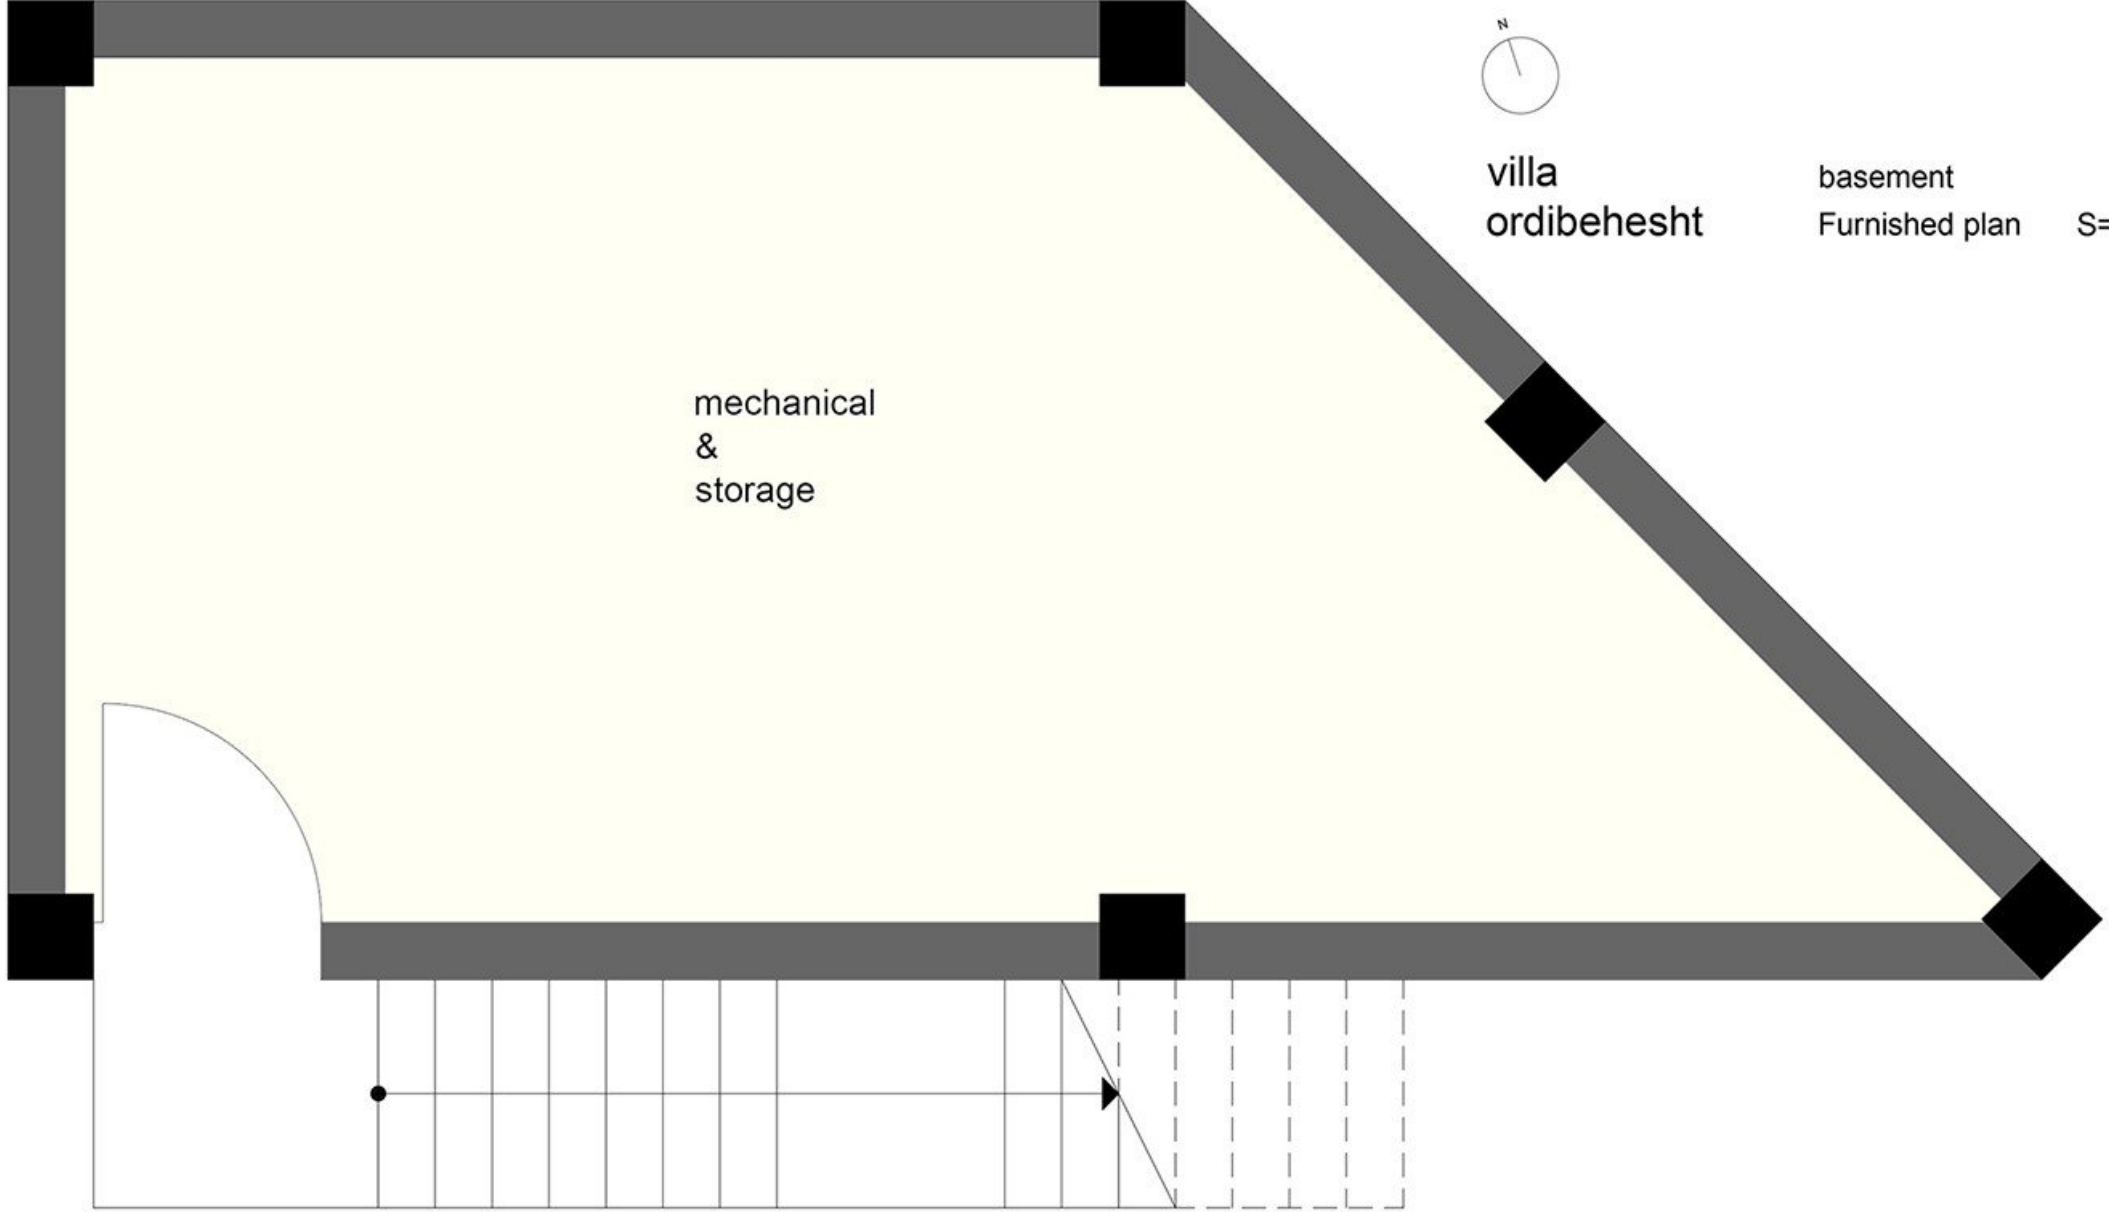 N
villa
ordibehesht
basement
Furnished plan S=
mechanical
&
storage